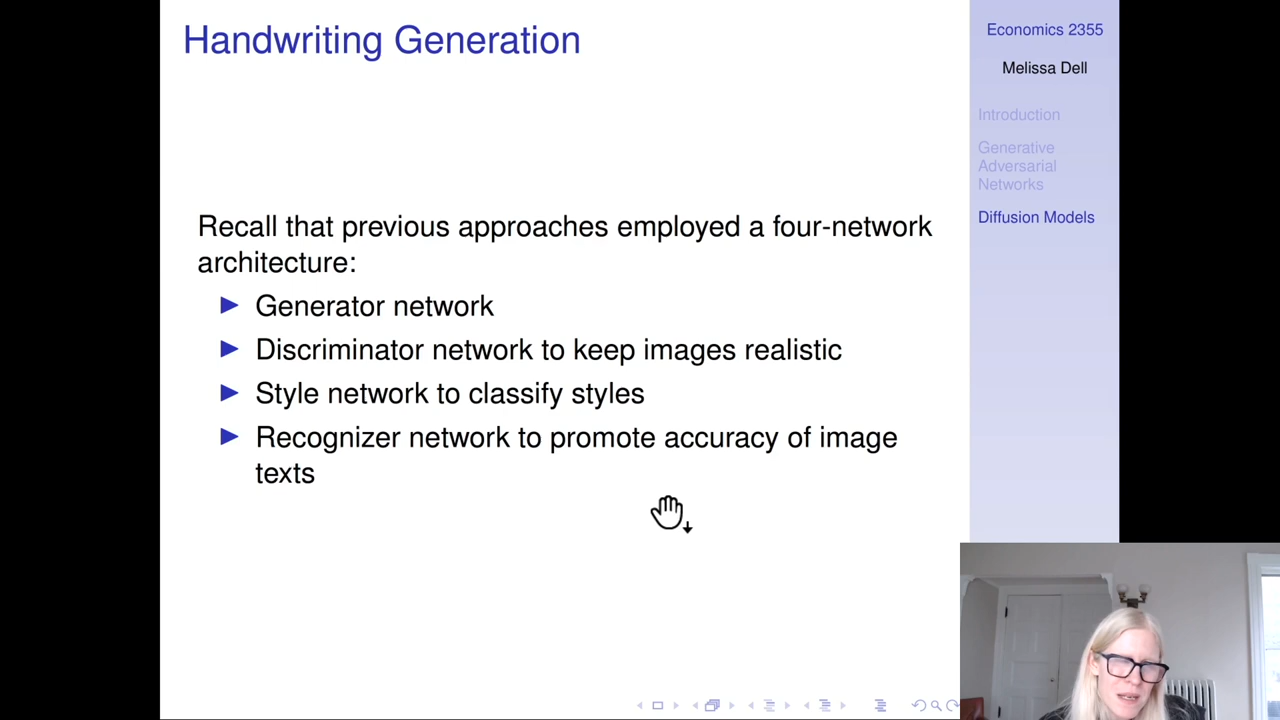 Handwriting Generation
Recall that previous approaches employed a four-network
architecture:
Generator network
Discriminator network to keep images realistic
Style network to classify styles
Recognizer network to promote accuracy of image
texts
Economics 2355
Melissa Dell
Introduction
Generative
Adversarial
Networks
Diffusion Models